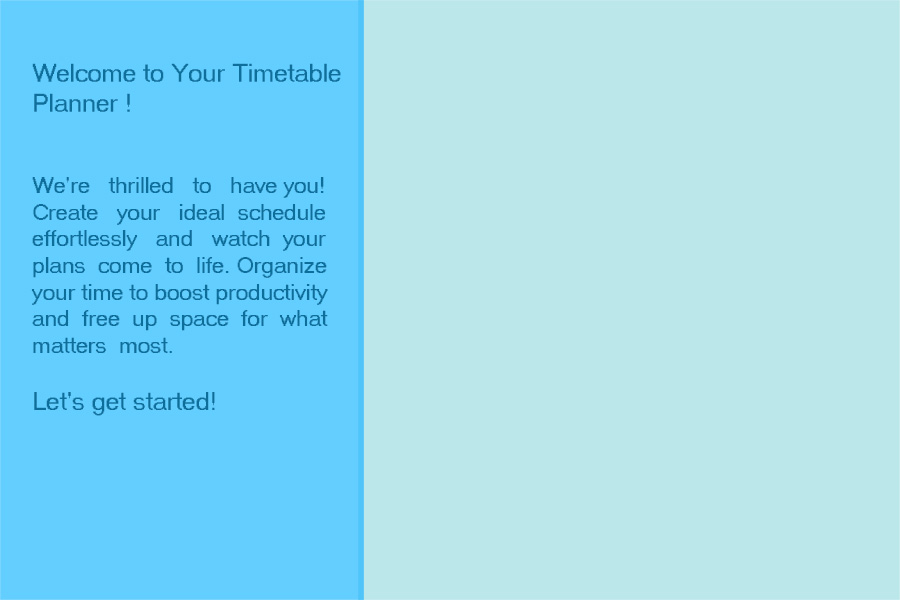 Welcome to Your Timetable
Planner !
We're thrilled to have you!
Create your ideal schedule
effortlessly and watch your
plans come to life. Organize
your time to boost productivity
and free up space for what
matters most.
Let's get started!